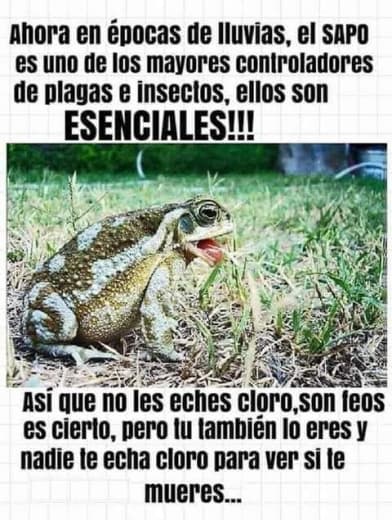 Ahora en épocas de lluvias, el SAPO
es uno de los mayores controladores
de plagas e insectos, ellos son
ESENCIALES!!!
Así que no les eches cloro,son feos
es cierto, pero tu también lo eres y
nadie te echa cloro para ver si te
mueres...